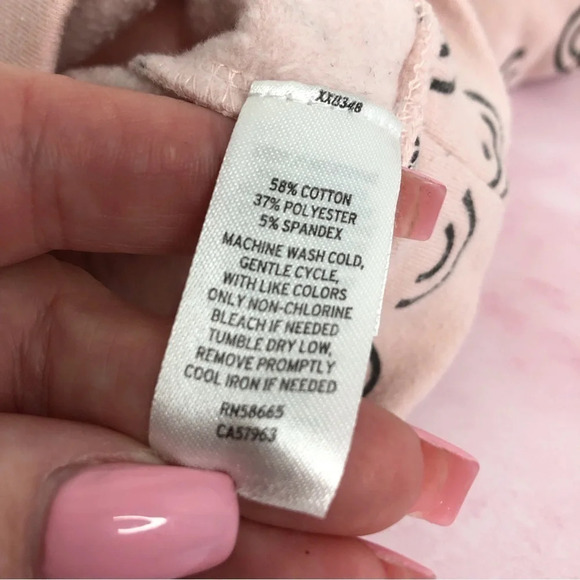 58% COTTON
37% POLYESTER
5% SPANDEX
MACHINE WASH COLD,
GENTLE CYCLE,
WITH LIKE COLORS
ONLY NON-CHLORINE
BLEACH IF NEEDED
TUMBLE DRY LOW,
REMOVE PROMPTLY
COOL IRON IF NEEDED
RN58665
CA57963